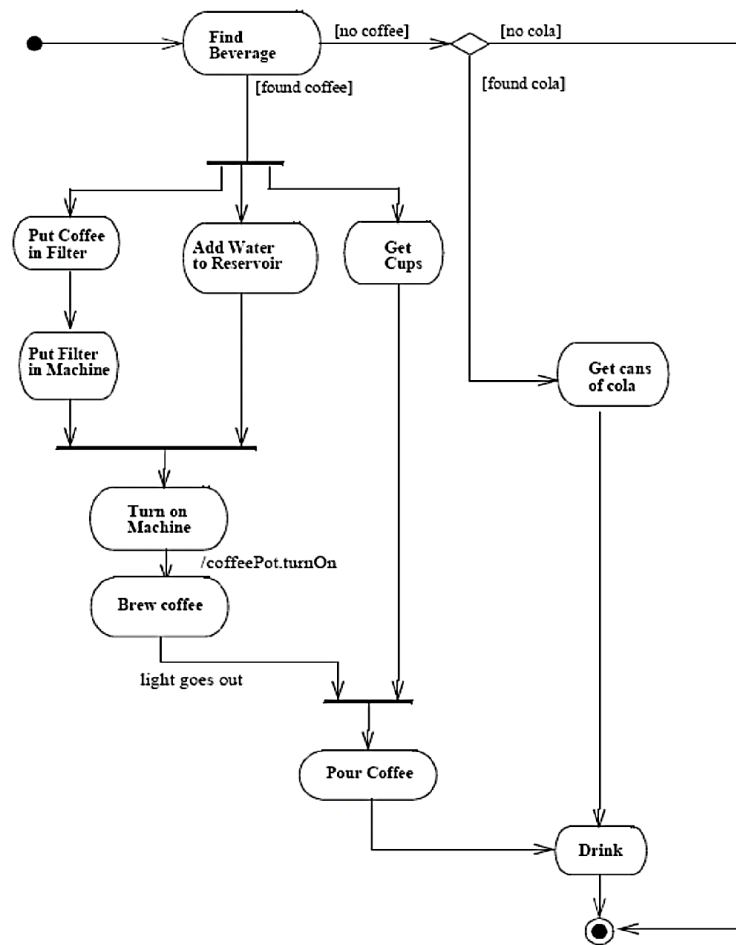 Find
Beverage
[no coffee]
[no cola]
[found coffee]
[found cola]
Put Coffee
in Filter
Add Water
to Reservoir
Get
Cups
Put Filter
in Machine
Get cans
of cola
Turn on
Machine
/coffeePot.turnOn
Brew coffee
light goes out
Pour Coffee
Drink